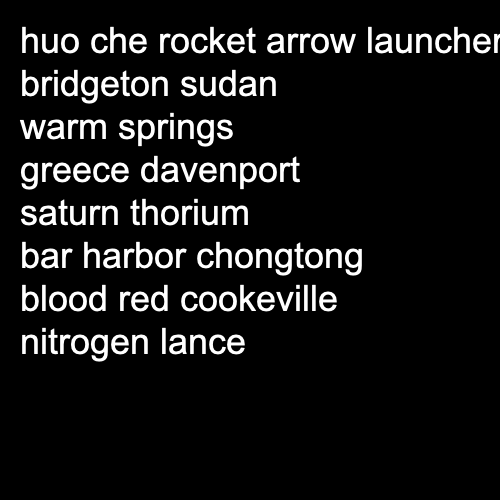 huo che rocket arrow launcher
bridgeton sudan
warm springs
greece davenport
saturn thorium
bar harbor chongtong
blood red cookeville
nitrogen lance